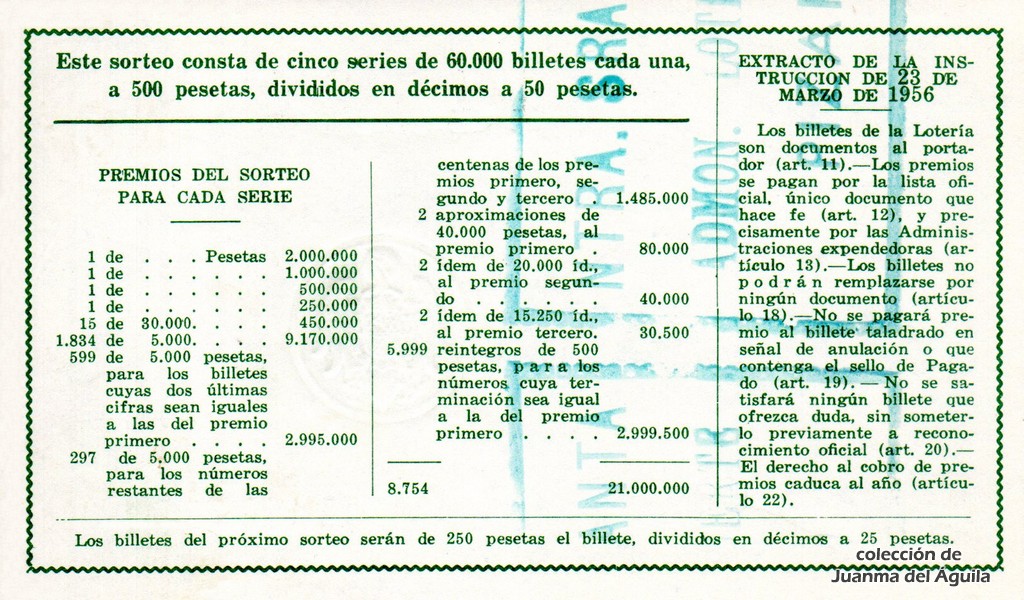 Este sorteo consta de cinco series de 60.000 billetes cada una,
a 500 pesetas, divididos en décimos a 50 pesetas.
PREMIOS DEL SORTEO
PARA CADA SERIE
1 de . . . Pesetas 2.000.000
1 de . . . . . . . 1.000.000
1 de . . . . . . . 500.000
1 de . . . . . . . 250.000
15 de 30.000. . . . . 450.000
1.834 de 5.000. . . . . 9.170.000
599 de 5.000 pesetas,
para los billetes
cuyas dos últimas
cifras sean iguales
a las del premio
primero . . . . 2.995.000
297 de 5.000 pesetas,
para los números
restantes de las
centenas de los pre-
mios primero, se-
gundo y tercero . 1.485.000
2 aproximaciones de
40.000 pesetas, al
premio primero . 80.000
2 ídem de 20.000 íd.,
al premio segun-
do . . . . . . 40.000
2 ídem de 15.250 íd.,
al premio tercero. 30.500
5.999 reintegros de 500
pesetas, para los
números cuya ter-
minación sea igual
a la del premio
primero . . . . 2.999.500
8.754 21.000.000
EXTRACTO DE LA INS-
TRUCCION DE 23 DE
MARZO DE 1956
Los billetes de la Lotería
son documentos al porta-
dor (art. 11).—Los premios
se pagan por la lista ofi-
cial, único documento que
hace fe (art. 12), y pre-
cisamente por las Adminis-
traciones expendedoras (ar-
tículo 13).—Los billetes no
podrán remplazarse por
ningún documento (artícu-
lo 18).—No se pagará pre-
mio al billete taladrado en
señal de anulación o que
contenga el sello de Paga-
do (art. 19).—No se sa-
tisfará ningún billete que
ofrezca duda, sin someter-
lo previamente a recono-
cimiento oficial (art. 20).—
El derecho al cobro de pre-
mios caduca al año (artícu-
lo 22).
Los billetes del próximo sorteo serán de 250 pesetas el billete, divididos en décimos a 25 pesetas.
NTRA. SRA
ADMON.
colección de
Juanma del Águila